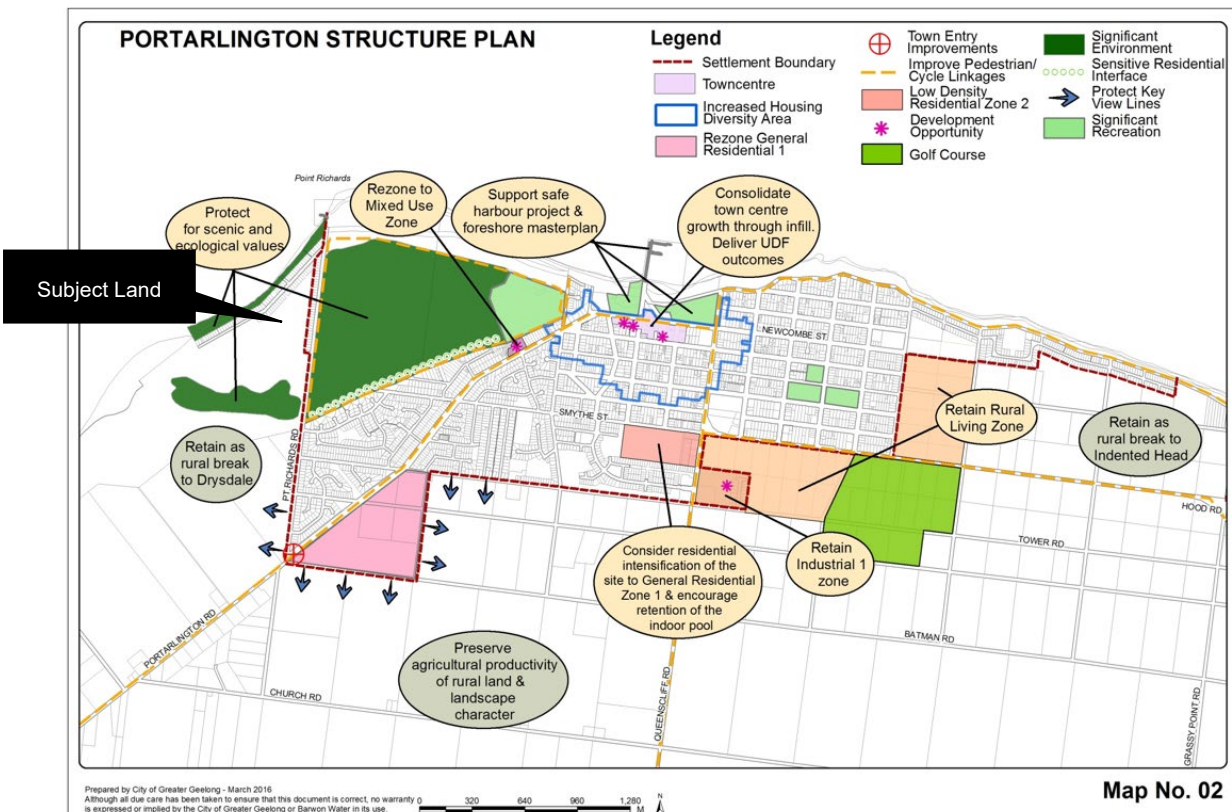 PORTARLINGTON STRUCTURE PLAN
Legend
Settlement Boundary
Towncentre
Increased Housing
Diversity Area
Rezone General
Residential 1
Town Entry
Improvements
Improve Pedestrian/
Cycle Linkages
Low Density
Residential Zone 2
Development
Opportunity
Golf Course
Significant
Environment
Sensitive Residential
Interface
Protect Key
View Lines
Significant
Recreation
Point Richards
Protect
for scenic and
ecological values
Rezone to
Mixed Use
Zone
Support safe
harbour project &
foreshore masterplan
Consolidate
town centre
growth through infill.
Deliver UDF
outcomes
Subject Land
NEWCOMBE ST
SMYTHE ST
Retain Rural
Living Zone
Retain as
rural break to
Indented Head
Retain as
rural break
to Drysdale
PT RICHARDS RD
HOOD RD
TOWER RD
Consider residential
intensification of the
site to General Residential
Zone 1 & encourage
retention of the
indoor pool
Retain
Industrial 1
zone
BATMAN RD
PORTARLINGTON RD
Preserve
agricultural productivity
of rural land &
landscape
character
CHURCH RD
QUEENSCLIFF RD
GRASSY POINT RD
Prepared by City of Greater Geelong - March 2016
Although all due care has been taken to ensure that this document is correct, no warranty
is expressed or implied by the City of Greater Geelong or Barwon Water in its use.
0 320 640 960 1,280
M
N
Map No. 02